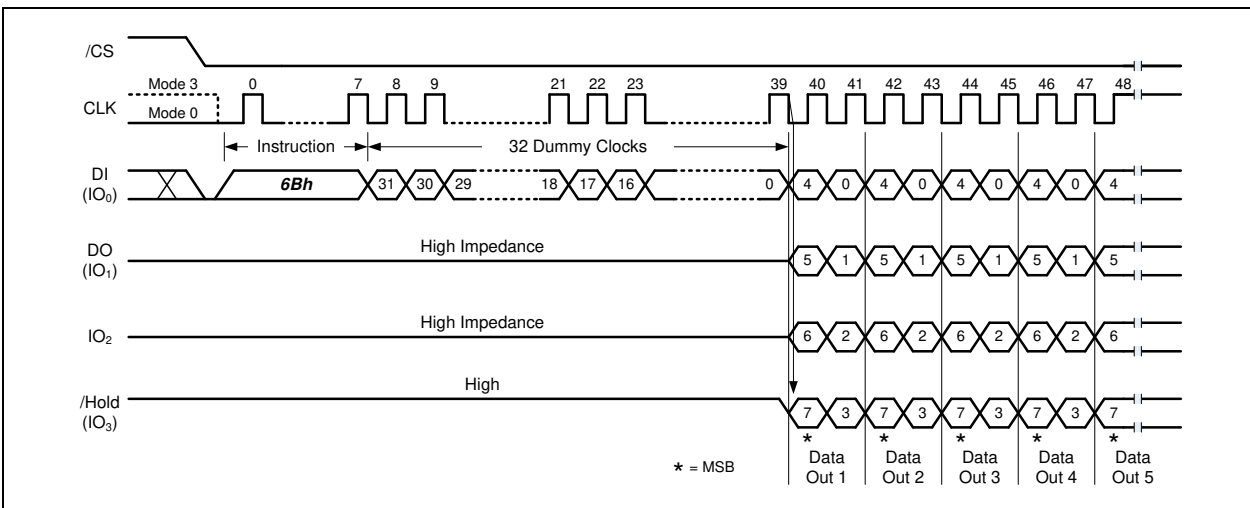 /CS
Mode 3 0 7 8 9 21 22 23 39 40 41 42 43 44 45 46 47 48
CLK
Mode 0
Instruction 32 Dummy Clocks
DI
(IO0)
6Bh 31 30 29 18 17 16 0 4 0 4 0 4 0 4 0 4
High Impedance
DO
(IO1)
5 1 5 1 5 1 5 1 5
High Impedance
IO2
6 2 6 2 6 2 6 2 6
High
/Hold
(IO3)
7 3 7 3 7 3 7 3 7
* * * * *
* = MSB
Data Out 1
Data Out 2
Data Out 3
Data Out 4
Data Out 5